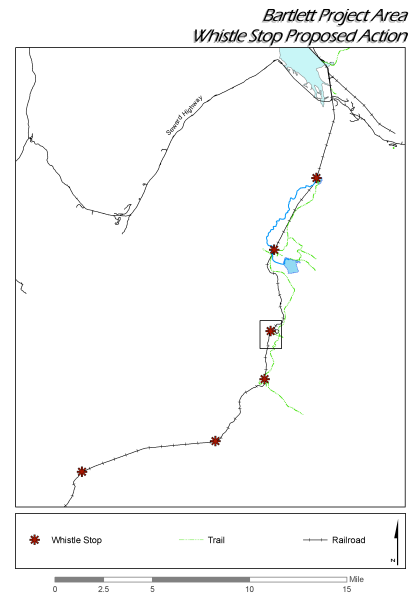 Bartlett Project Area
Whistle Stop Proposed Action
Seward Highway
Whistle Stop
Trail
Railroad
N
Mile
0 2.5 5 10 15